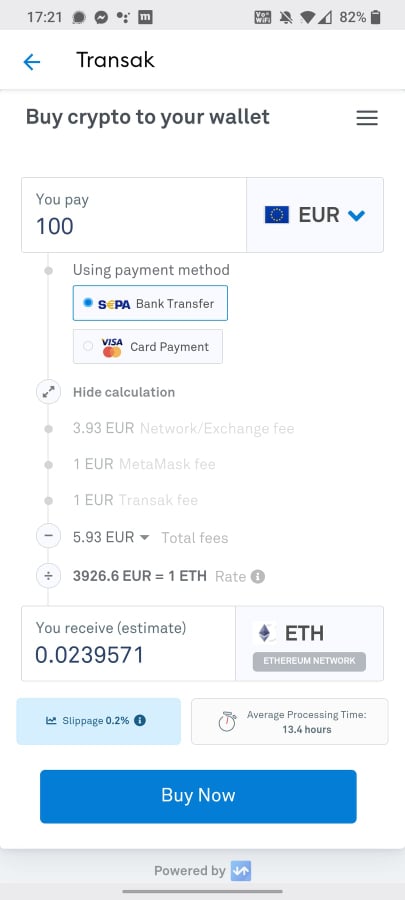 17:21 m Vo WiFi 82%
Transak
Buy crypto to your wallet
You pay
100
EUR
Using payment method
S€PA Bank Transfer
VISA Card Payment
Hide calculation
3.93 EUR Network/Exchange fee
1 EUR MetaMask fee
1 EUR Transak fee
− 5.93 EUR Total fees
÷ 3926.6 EUR = 1 ETH Rate i
You receive (estimate)
0.0239571
ETH
ETHEREUM NETWORK
Slippage 0.2% i
Average Processing Time:
13.4 hours
Buy Now
Powered by